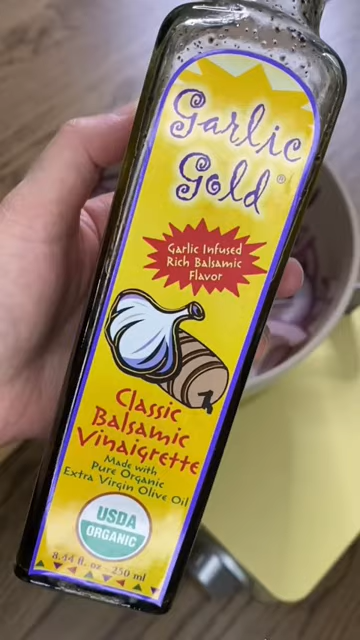 Garlic
Gold®
Garlic Infused
Rich Balsamic
Flavor
Classic
Balsamic
Vinaigrette
Made with
Pure Organic
Extra Virgin Olive Oil
USDA
ORGANIC
8.44 fl. oz - 250 ml